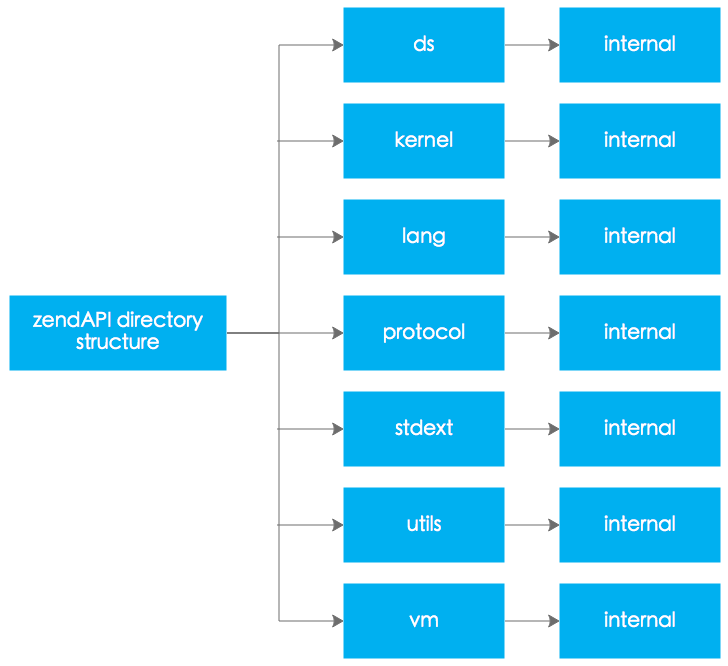 ds
internal
kernel
internal
lang
internal
zendAPI directory
structure
protocol
internal
stdext
internal
utils
internal
vm
internal